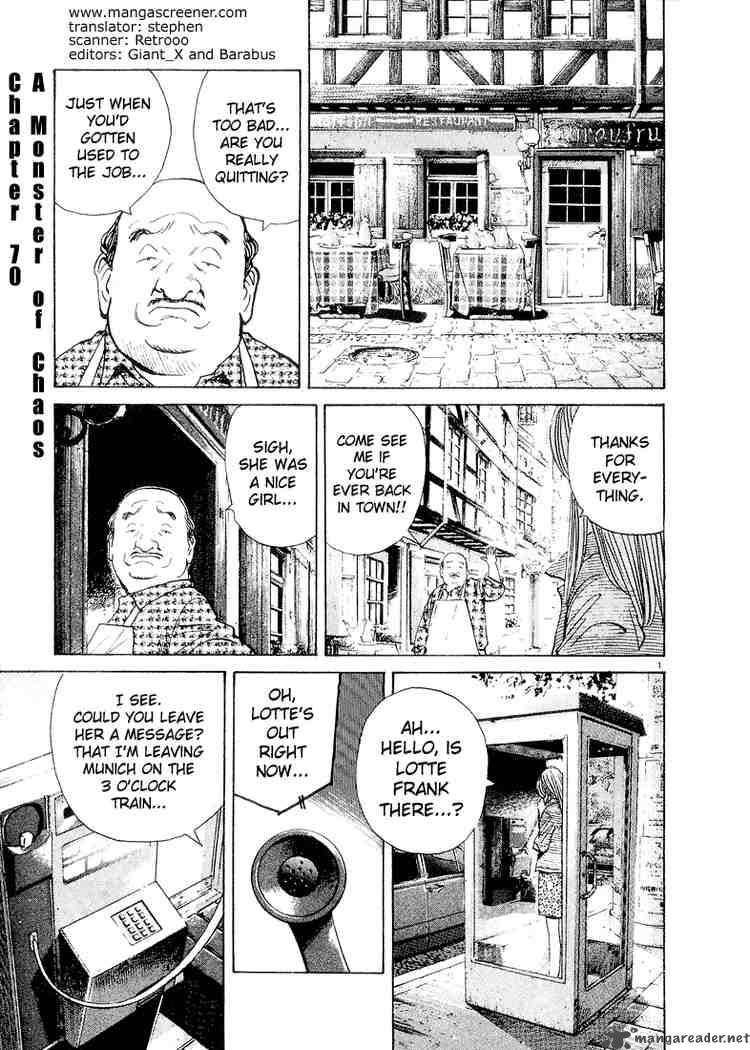 www.mangascreener.com
translator: stephen
scanner: Retrooo
editors: Giant_X and Barabus
A Monster of Chaos
Chapter 70
RESTAURANT
THAT'S
TOO BAD...
ARE YOU
REALLY
QUITTING?
JUST WHEN
YOU'D
GOTTEN
USED TO
THE JOB...
THANKS
FOR
EVERY-
THING.
COME SEE
ME IF
YOU'RE
EVER BACK
IN TOWN!!
SIGH,
SHE WAS
A NICE
GIRL...
1
AH...
HELLO, IS
LOTTE
FRANK
THERE...?
OH,
LOTTE'S
OUT
RIGHT
NOW...
I SEE.
COULD YOU LEAVE
HER A MESSAGE?
THAT I'M LEAVING
MUNICH ON THE
3 O'CLOCK
TRAIN...
mangareader.net